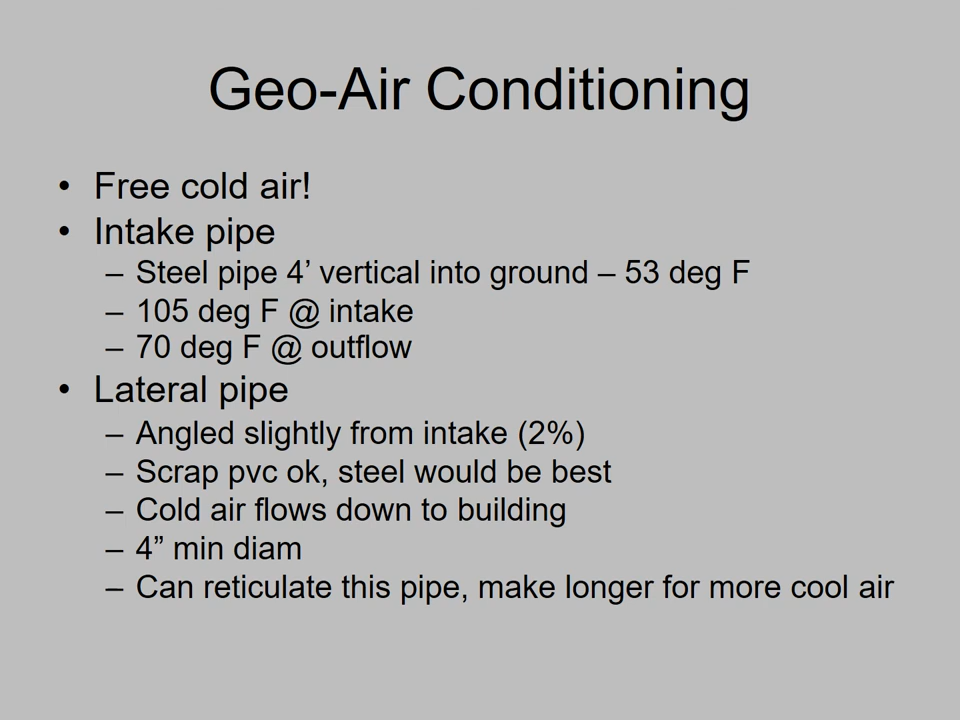 Geo-Air Conditioning
• Free cold air!
• Intake pipe
– Steel pipe 4’ vertical into ground – 53 deg F
– 105 deg F @ intake
– 70 deg F @ outflow
• Lateral pipe
– Angled slightly from intake (2%)
– Scrap pvc ok, steel would be best
– Cold air flows down to building
– 4” min diam
– Can reticulate this pipe, make longer for more cool air